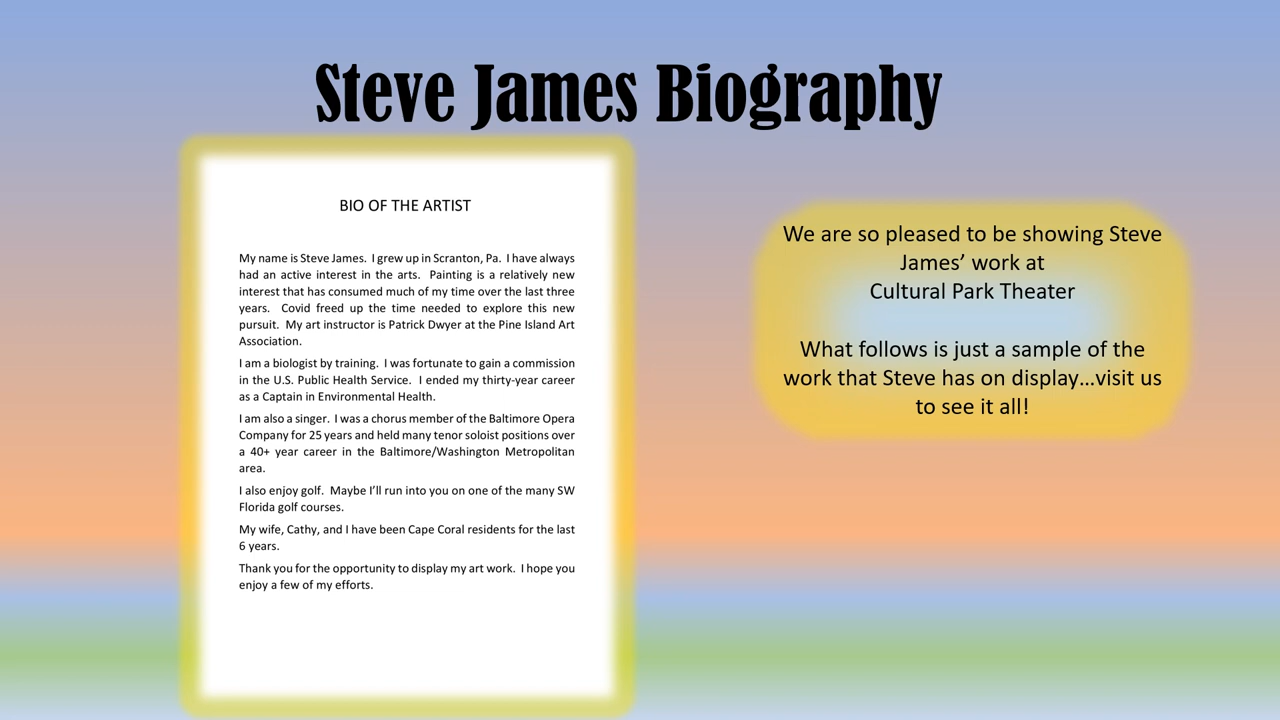 Steve James Biography
BIO OF THE ARTIST
My name is Steve James. I grew up in Scranton, Pa. I have always
had an active interest in the arts. Painting is a relatively new
interest that has consumed much of my time over the last three
years. Covid freed up the time needed to explore this new
pursuit. My art instructor is Patrick Dwyer at the Pine Island Art
Association.
I am a biologist by training. I was fortunate to gain a commission
in the U.S. Public Health Service. I ended my thirty-year career
as a Captain in Environmental Health.
I am also a singer. I was a chorus member of the Baltimore Opera
Company for 25 years and held many tenor soloist positions over
a 40+ year career in the Baltimore/Washington Metropolitan
area.
I also enjoy golf. Maybe I’ll run into you on one of the many SW
Florida golf courses.
My wife, Cathy, and I have been Cape Coral residents for the last
6 years.
Thank you for the opportunity to display my art work. I hope you
enjoy a few of my efforts.
We are so pleased to be showing Steve
James’ work at
Cultural Park Theater
What follows is just a sample of the
work that Steve has on display…visit us
to see it all!